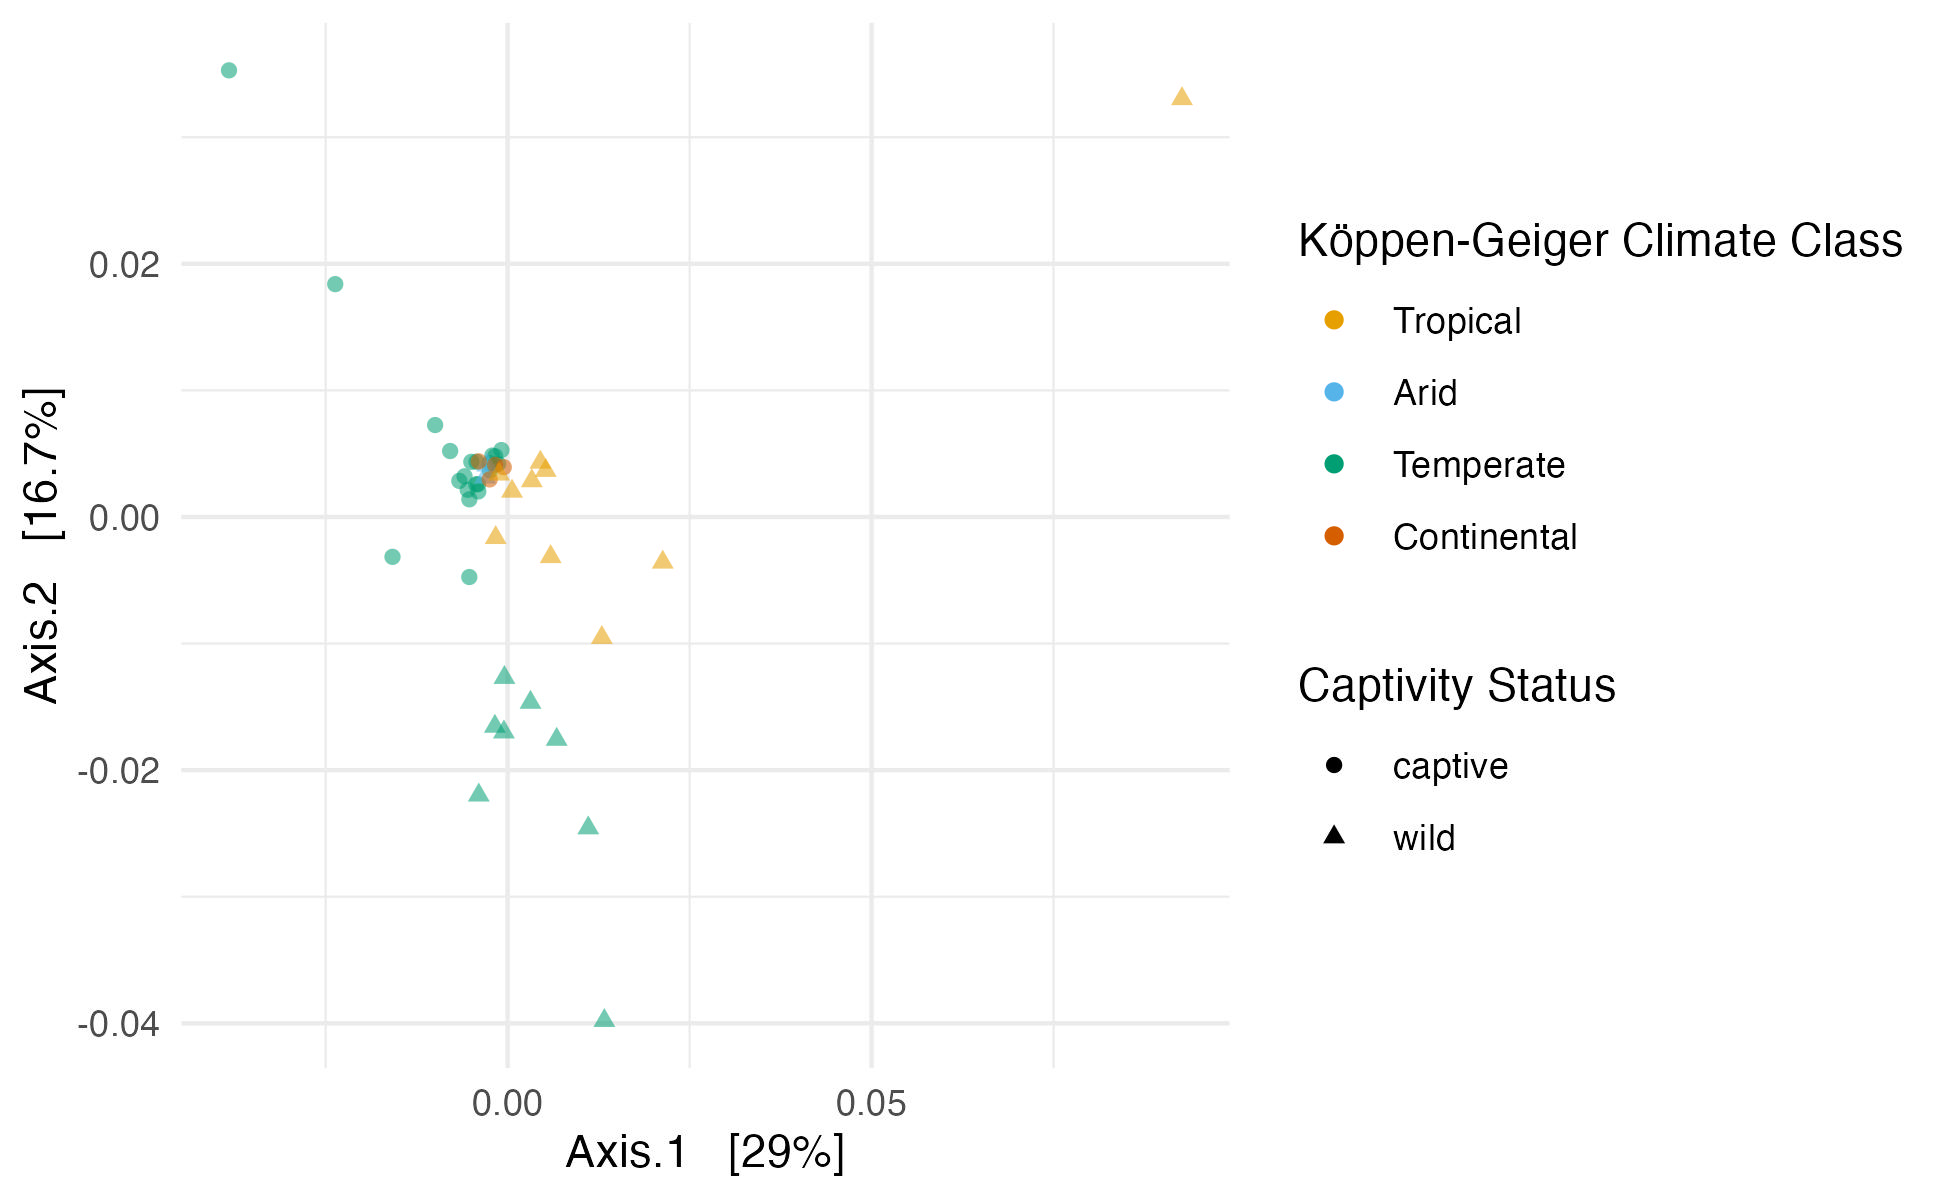 0.02
0.00
-0.02
-0.04
Axis.2   [16.7%]
0.00
0.05
Axis.1   [29%]
Köppen-Geiger Climate Class
Tropical
Arid
Temperate
Continental
Captivity Status
captive
wild